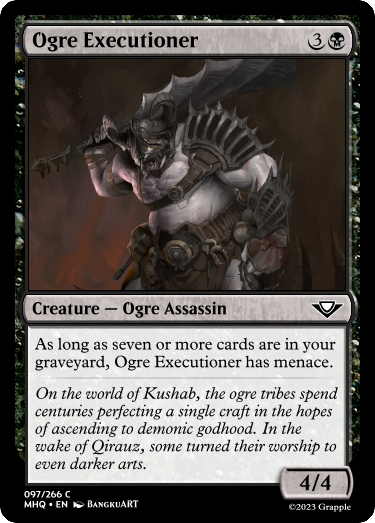 Ogre Executioner 3
Creature — Ogre Assassin
As long as seven or more cards are in your
graveyard, Ogre Executioner has menace.
On the world of Kushab, the ogre tribes spend
centuries perfecting a single craft in the hopes
of ascending to demonic godhood. In the
wake of Qirauz, some turned their worship to
even darker arts.
4/4
097/266 C
MHQ • EN BangkuART
©2023 Grapple